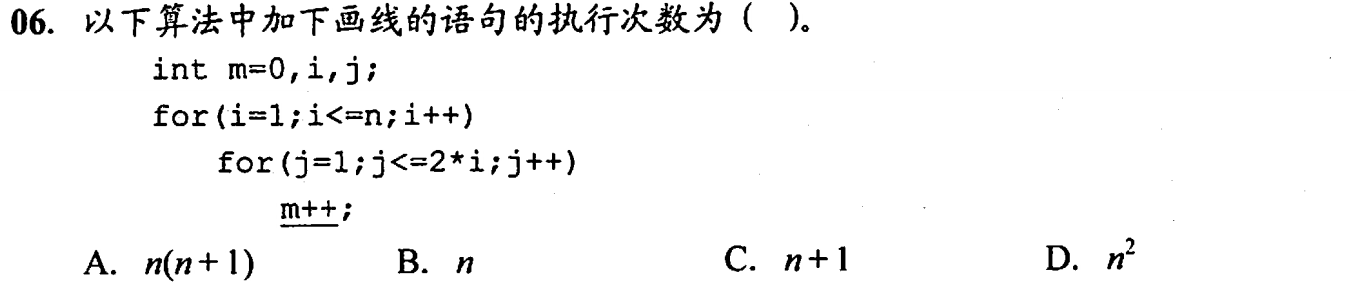 06. 以下算法中加下画线的语句的执行次数为（ ）。
int m=0,i,j;
for(i=1;i<=n;i++)
for(j=1;j<=2*i;j++)
m++;
A. n(n+1) B. n C. n+1 D. n²